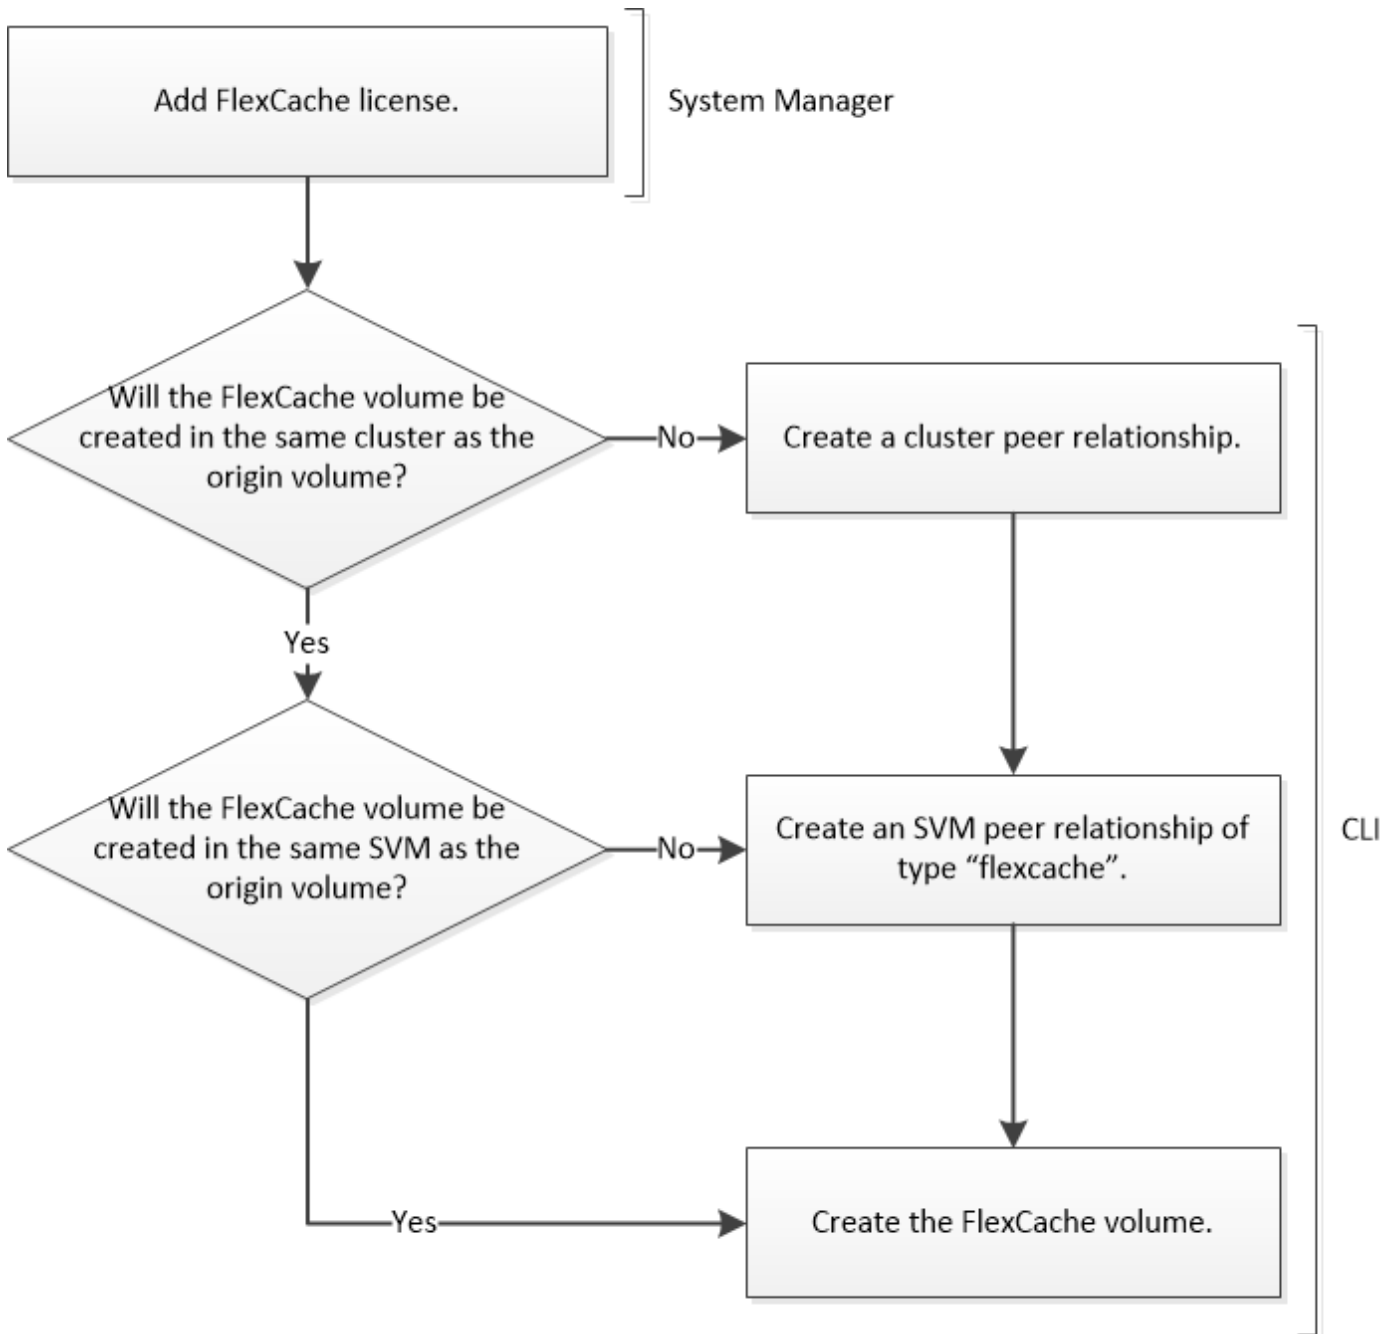 Add FlexCache license.
System Manager
Will the FlexCache volume be
created in the same cluster as the
origin volume?
No
Create a cluster peer relationship.
Yes
Will the FlexCache volume be
created in the same SVM as the
origin volume?
No
Create an SVM peer relationship of
type “flexcache”.
CLI
Yes
Create the FlexCache volume.